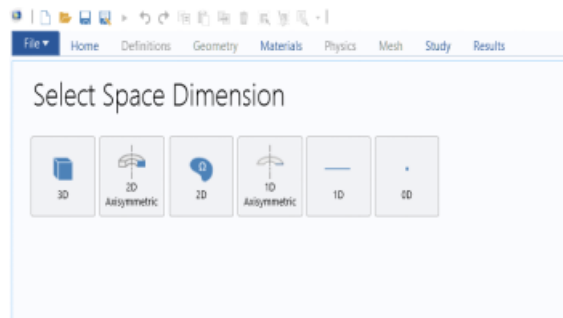 File Home Definitions Geometry Materials Physics Mesh Study Results
Select Space Dimension
3D
2D
Axisymmetric
Ω
2D
1D
Axisymmetric
1D
0D